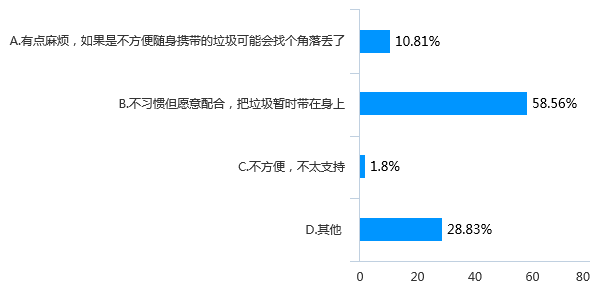 A.有点麻烦，如果是不方便随身携带的垃圾可能会找个角落丢了
10.81%
B.不习惯但愿意配合，把垃圾暂时带在身上
58.56%
C.不方便，不太支持
1.8%
D.其他
28.83%
0 20 40 60 80